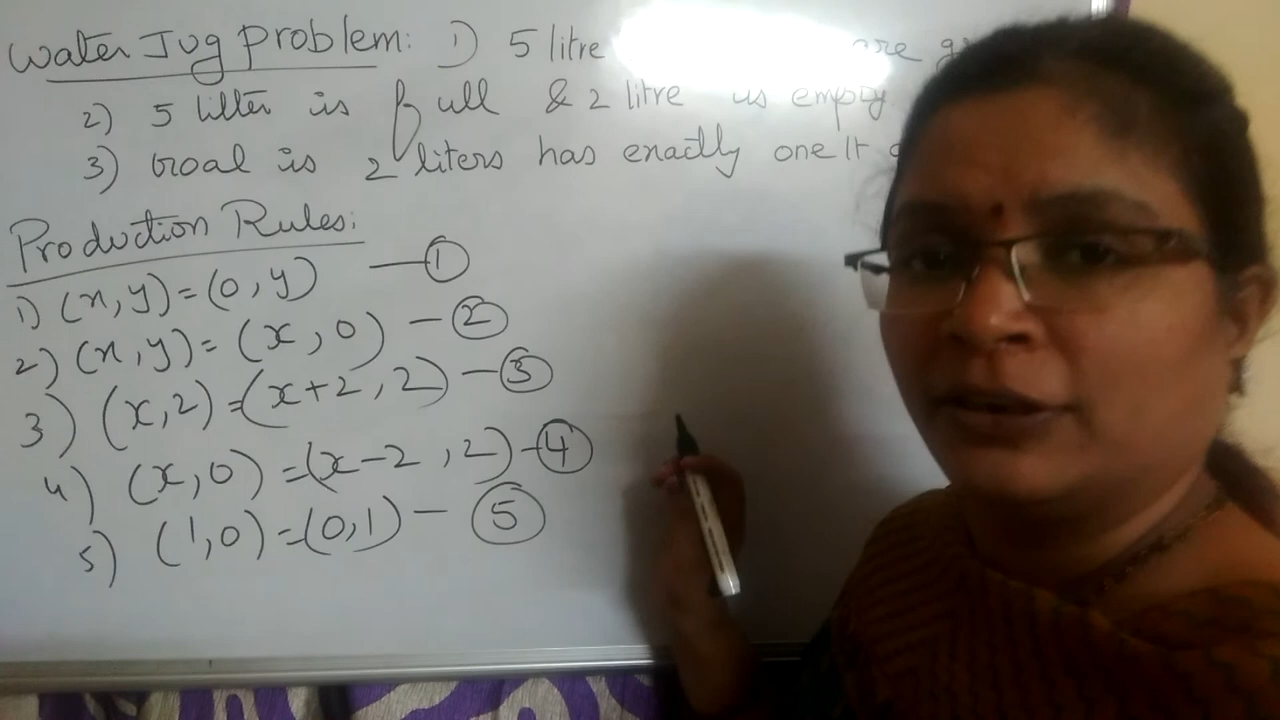 Water Jug Problem: 1) 5 litre are
2) 5 litter is full & 2 litre is empty
3) Goal is 2 liters has exactly one lt
Production Rules:
1) (x,y)=(0,y) —①
2) (x,y)=(x,0) –②
3) (x,2)=(x+2,2) –③
4) (x,0)=(x-2,2) –④
5) (1,0)=(0,1) – ⑤